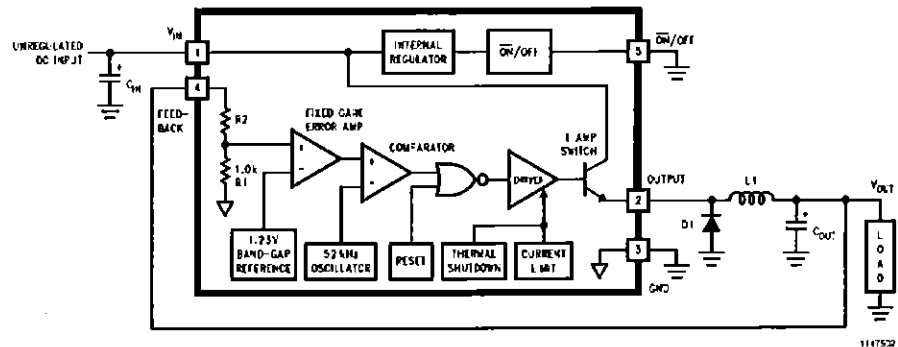 UNREGULATED
DC INPUT
V_IN
+
C_IN
1
4
FEED-
BACK
R2
1.0k
R1
INTERNAL
REGULATOR
ON/OFF
5
ON/OFF
FIXED GAIN
ERROR AMP
+
-
COMPARATOR
+
-
DRIVER
1 AMP
SWITCH
OUTPUT
2
L1
V_OUT
D1
+
C_OUT
L
O
A
D
1.23V
BAND-GAP
REFERENCE
52 kHz
OSCILLATOR
RESET
THERMAL
SHUTDOWN
CURRENT
LIMIT
3
GND
1147502